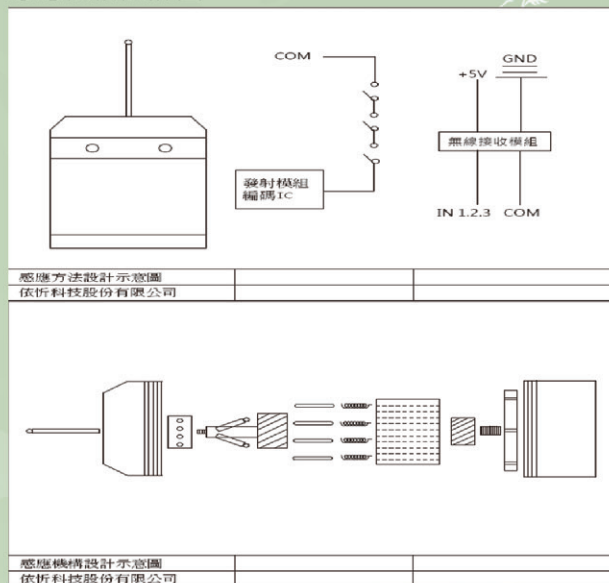 COM
GND
+5V
無線接收模組
發射模組
編碼IC
IN 1.2.3 COM
感應方法設計示意圖
依忻科技股份有限公司
感應機構設計示意圖
依忻科技股份有限公司